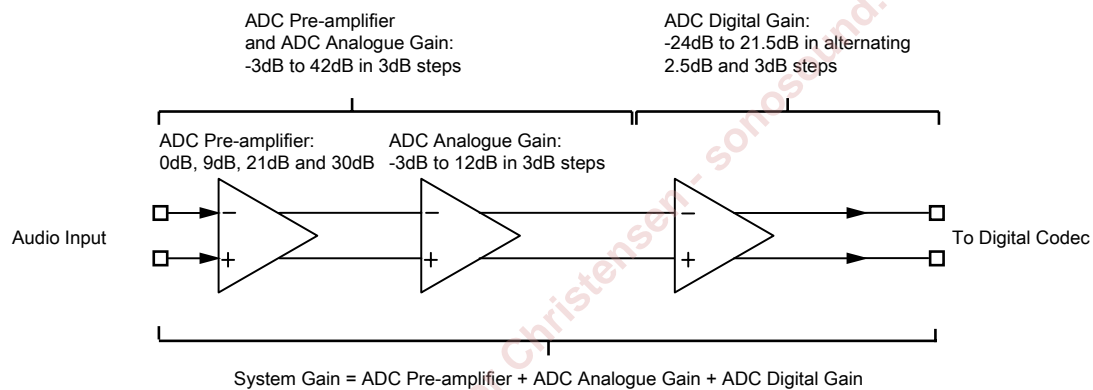 ADC Pre-amplifier
and ADC Analogue Gain:
-3dB to 42dB in 3dB steps
ADC Digital Gain:
-24dB to 21.5dB in alternating
2.5dB and 3dB steps
ADC Pre-amplifier:
0dB, 9dB, 21dB and 30dB
ADC Analogue Gain:
-3dB to 12dB in 3dB steps
Audio Input
− − −
+ + +
To Digital Codec
System Gain = ADC Pre-amplifier + ADC Analogue Gain + ADC Digital Gain
Christensen - sonosound.